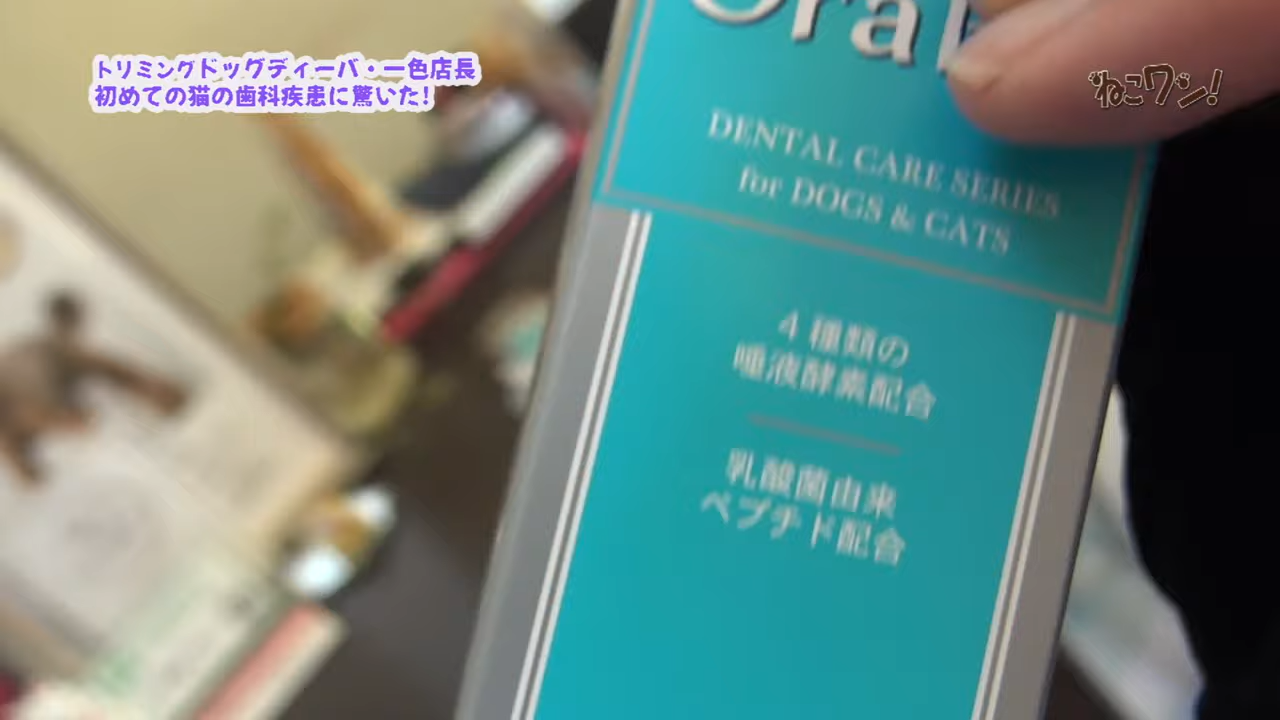 トリミングドッグディーバ・一色店長
初めての猫の歯科疾患に驚いた!
ねこワン!
Oral
DENTAL CARE SERIES
for DOGS & CATS
4種類の
唾液酵素配合
乳酸菌由来
ペプチド配合